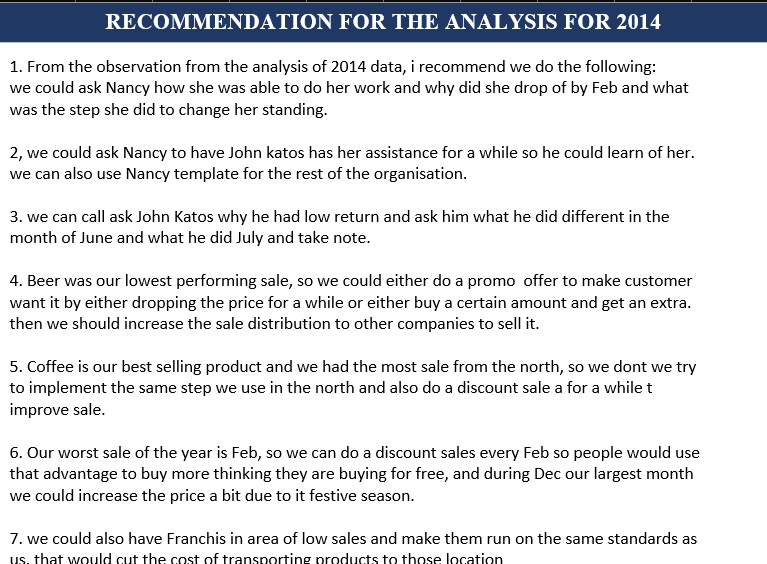 RECOMMENDATION FOR THE ANALYSIS FOR 2014
1. From the observation from the analysis of 2014 data, i recommend we do the following:
we could ask Nancy how she was able to do her work and why did she drop of by Feb and what
was the step she did to change her standing.
2, we could ask Nancy to have John katos has her assistance for a while so he could learn of her.
we can also use Nancy template for the rest of the organisation.
3. we can call ask John Katos why he had low return and ask him what he did different in the
month of June and what he did July and take note.
4. Beer was our lowest performing sale, so we could either do a promo  offer to make customer
want it by either dropping the price for a while or either buy a certain amount and get an extra.
then we should increase the sale distribution to other companies to sell it.
5. Coffee is our best selling product and we had the most sale from the north, so we dont we try
to implement the same step we use in the north and also do a discount sale a for a while t
improve sale.
6. Our worst sale of the year is Feb, so we can do a discount sales every Feb so people would use
that advantage to buy more thinking they are buying for free, and during Dec our largest month
we could increase the price a bit due to it festive season.
7. we could also have Franchis in area of low sales and make them run on the same standards as
us. that would cut the cost of transporting products to those location